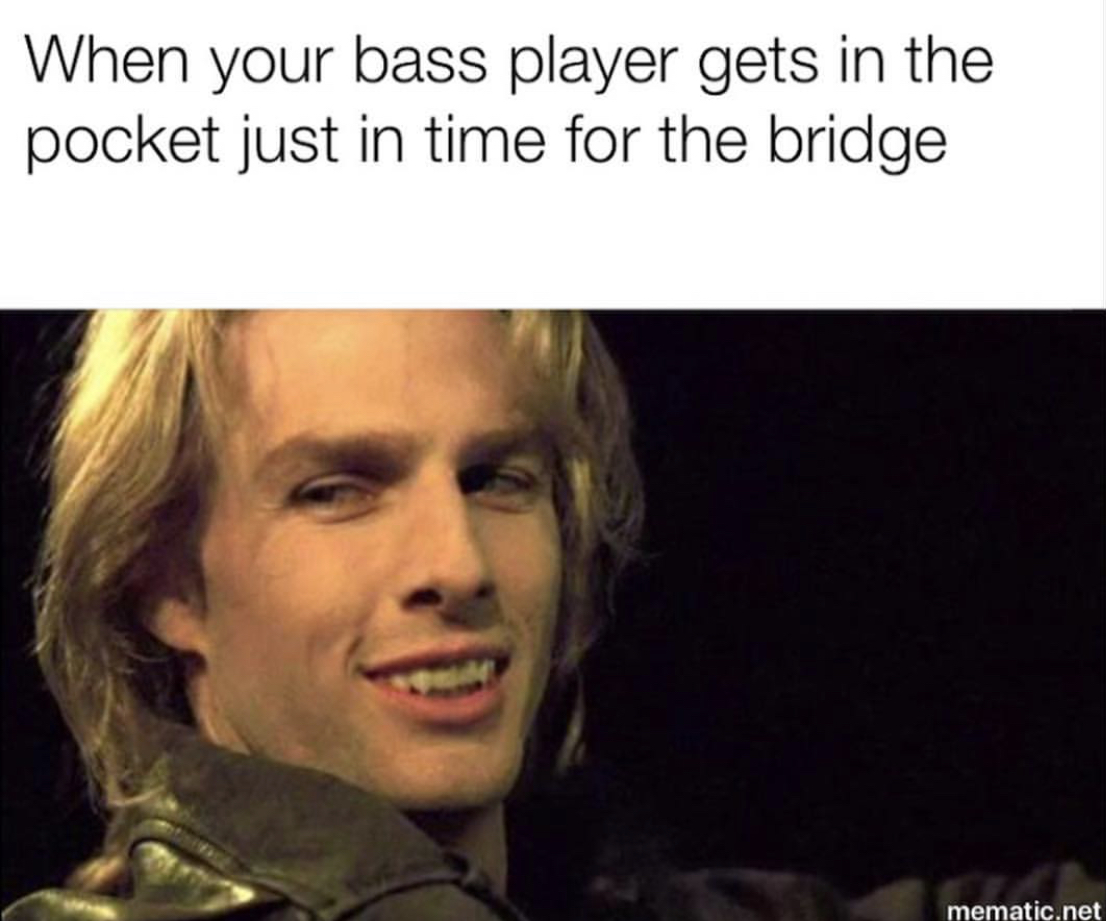 When your bass player gets in the
pocket just in time for the bridge
mematic.net